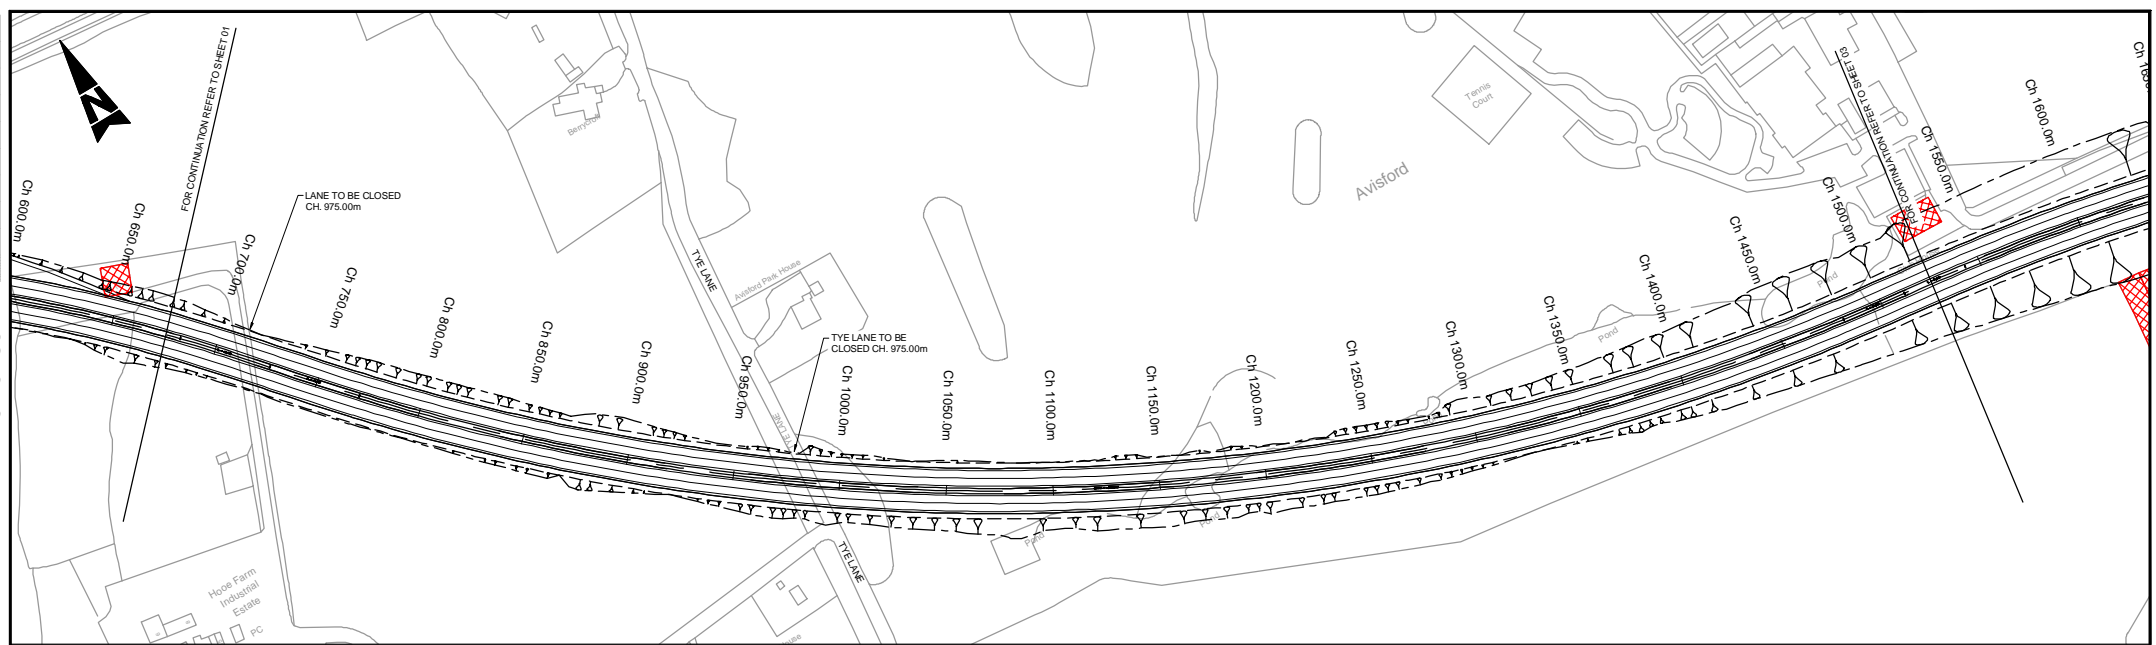 N
FOR CONTINUATION REFER TO SHEET 01
LANE TO BE CLOSED
CH. 975.00m
Ch 600.0m
Ch 650.0m
Ch 700.0m
Ch 750.0m
Ch 800.0m
Ch 850.0m
Ch 900.0m
Ch 950.0m
Ch 1000.0m
Ch 1050.0m
Ch 1100.0m
Ch 1150.0m
Ch 1200.0m
Ch 1250.0m
Ch 1300.0m
Ch 1350.0m
Ch 1400.0m
Ch 1450.0m
Ch 1500.0m
Ch 1550.0m
Ch 1600.0m
Berrycroft
TYE LANE
Avisford Park House
TYE LANE TO BE
CLOSED CH. 975.00m
TYE LANE
TYE LANE
Avisford
Tennis
Court
FOR CONTINUATION REFER TO SHEET 03
Pond
Pond
Pond
Pond
Hooe Farm
Industrial
Estate
PC